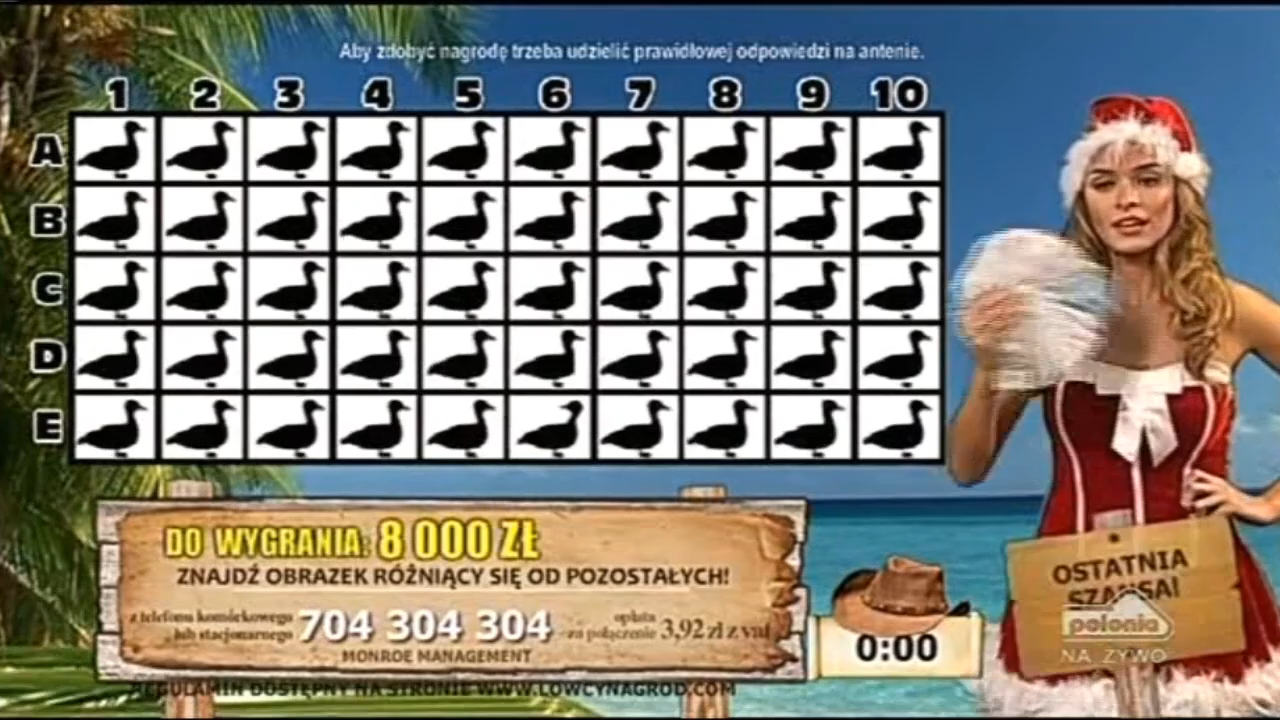 Aby zdobyć nagrodę trzeba udzielić prawidłowej odpowiedzi na antenie.
1 2 3 4 5 6 7 8 9 10
A
B
C
D
E
DO WYGRANIA: 8 000 ZŁ
ZNAJDŹ OBRAZEK RÓŻNIĄCY SIĘ OD POZOSTAŁYCH!
z telefonu komórkowego
lub stacjonarnego
704 304 304
opłata
za połączenie 3,92 zł z vat
MONROE MANAGEMENT
REGULAMIN DOSTĘPNY NA STRONIE WWW.LOWCYNAGROD.COM
0:00
OSTATNIA
SZANSA!
polonia
NA ŻYWO